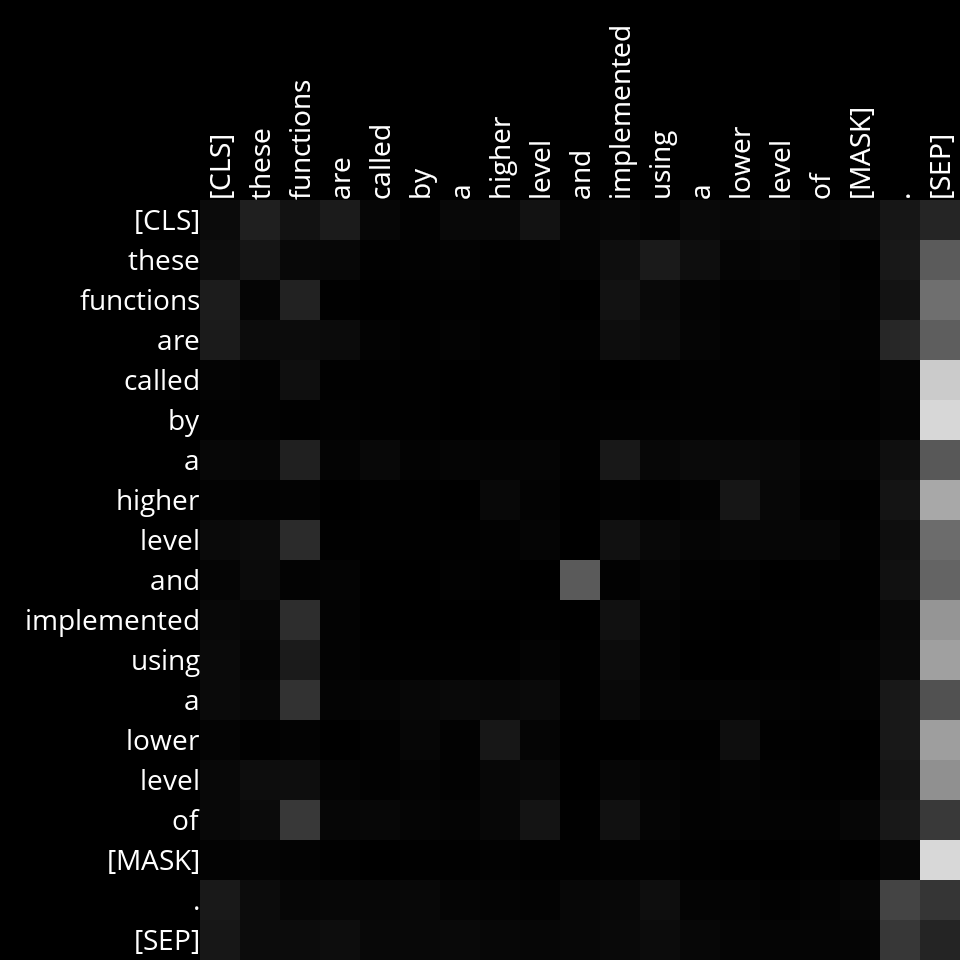 [CLS]
these
functions
are
called
by
a
higher
level
and
implemented
using
a
lower
level
of
[MASK]
.
[SEP]
[CLS]
these
functions
are
called
by
a
higher
level
and
implemented
using
a
lower
level
of
[MASK]
.
[SEP]